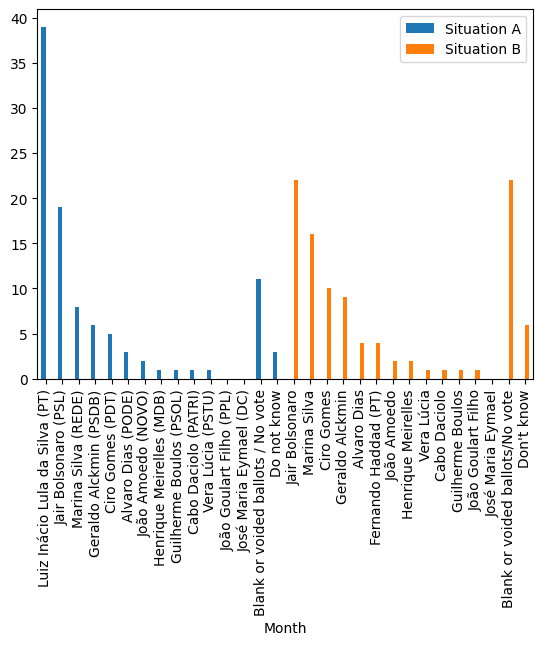 40
35
30
25
20
15
10
5
0
Situation A
Situation B
Luiz Inácio Lula da Silva (PT)
Jair Bolsonaro (PSL)
Marina Silva (REDE)
Geraldo Alckmin (PSDB)
Ciro Gomes (PDT)
Alvaro Dias (PODE)
João Amoedo (NOVO)
Henrique Meirelles (MDB)
Guilherme Boulos (PSOL)
Cabo Daciolo (PATRI)
Vera Lúcia (PSTU)
João Goulart Filho (PPL)
José Maria Eymael (DC)
Blank or voided ballots / No vote
Do not know
Jair Bolsonaro
Marina Silva
Ciro Gomes
Geraldo Alckmin
Alvaro Dias
Fernando Haddad (PT)
João Amoedo
Henrique Meirelles
Vera Lúcia
Cabo Daciolo
Guilherme Boulos
João Goulart Filho
José Maria Eymael
Blank or voided ballots/No vote
Don't know
Month